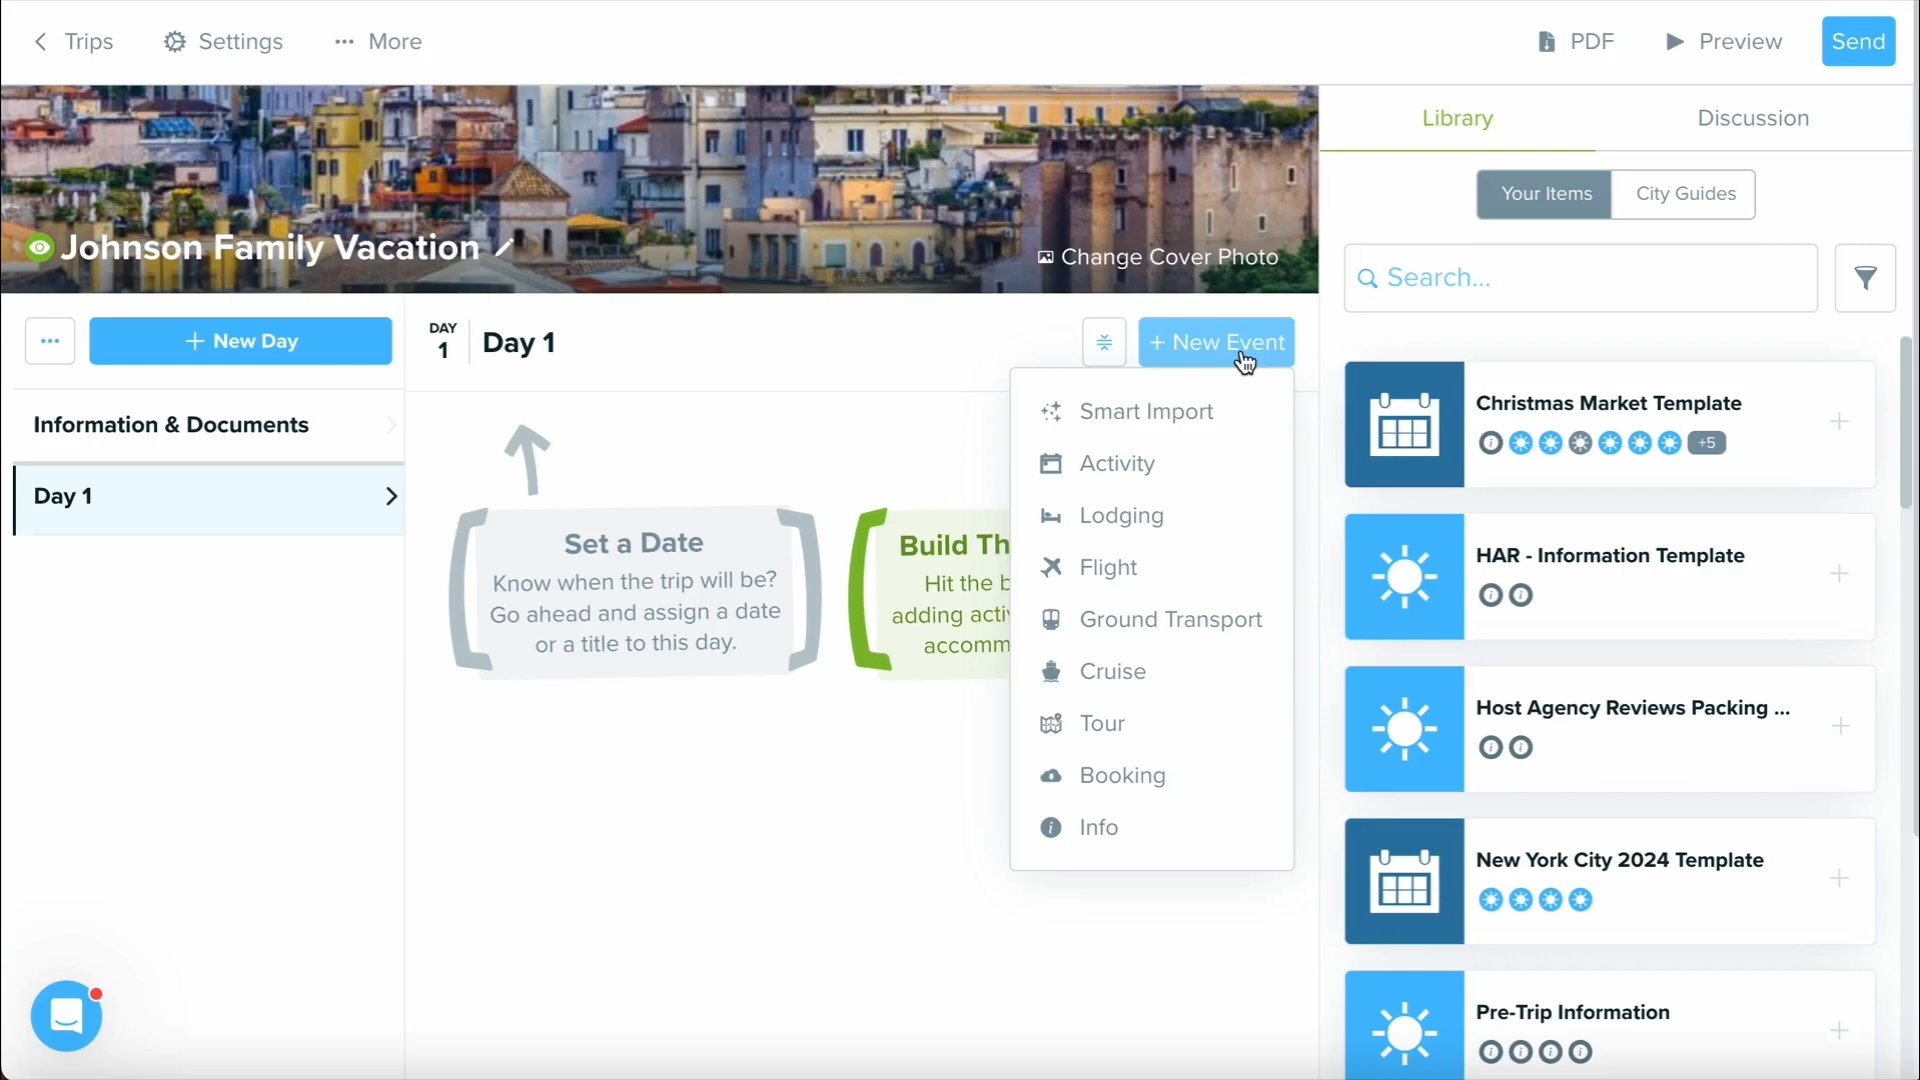 Trips
Settings
More
PDF
Preview
Send
Johnson Family Vacation
Change Cover Photo
Library
Discussion
Your Items
City Guides
Search...
+ New Day
Information & Documents
Day 1
DAY
1
Day 1
+ New Event
Smart Import
Activity
Lodging
Flight
Ground Transport
Cruise
Tour
Booking
Info
Set a Date
Know when the trip will be?
Go ahead and assign a date
or a title to this day.
Build Th
Hit the b
adding activ
accomm
Christmas Market Template
+5
HAR - Information Template
Host Agency Reviews Packing ...
New York City 2024 Template
Pre-Trip Information